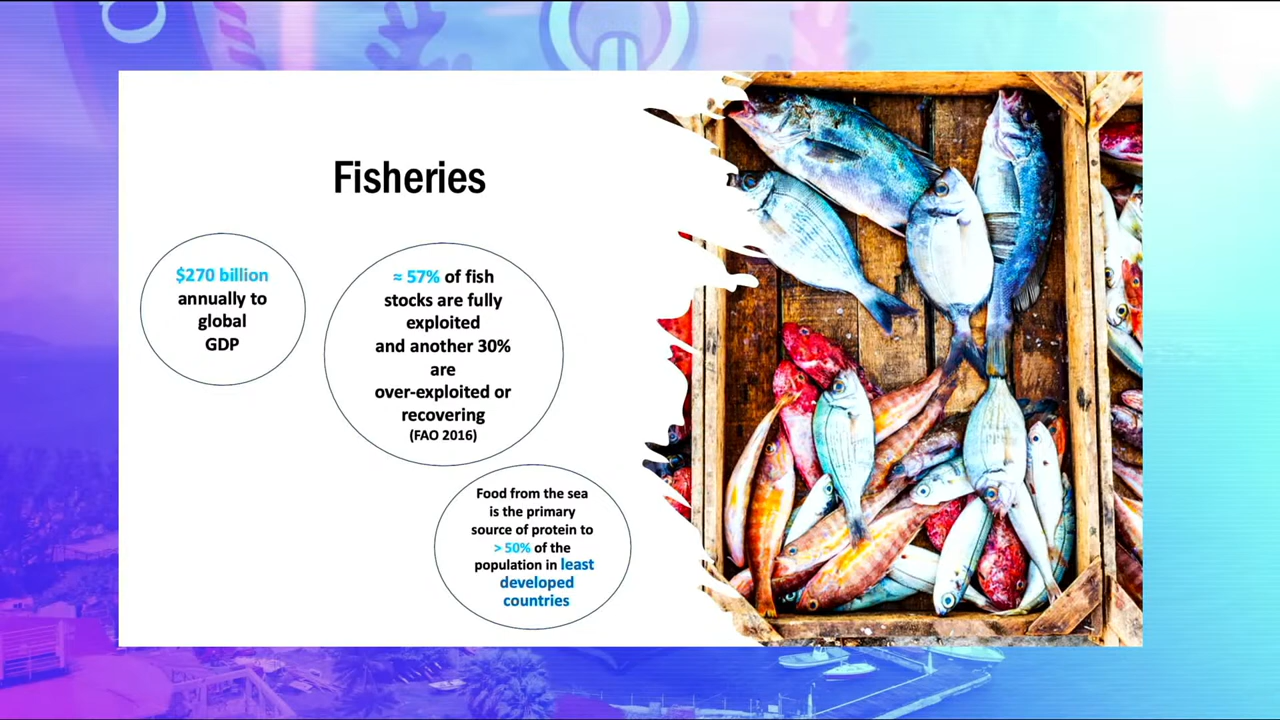 Fisheries
$270 billion
annually to
global
GDP
≈ 57% of fish
stocks are fully
exploited
and another 30%
are
over-exploited or
recovering
(FAO 2016)
Food from the sea
is the primary
source of protein to
> 50% of the
population in least
developed
countries